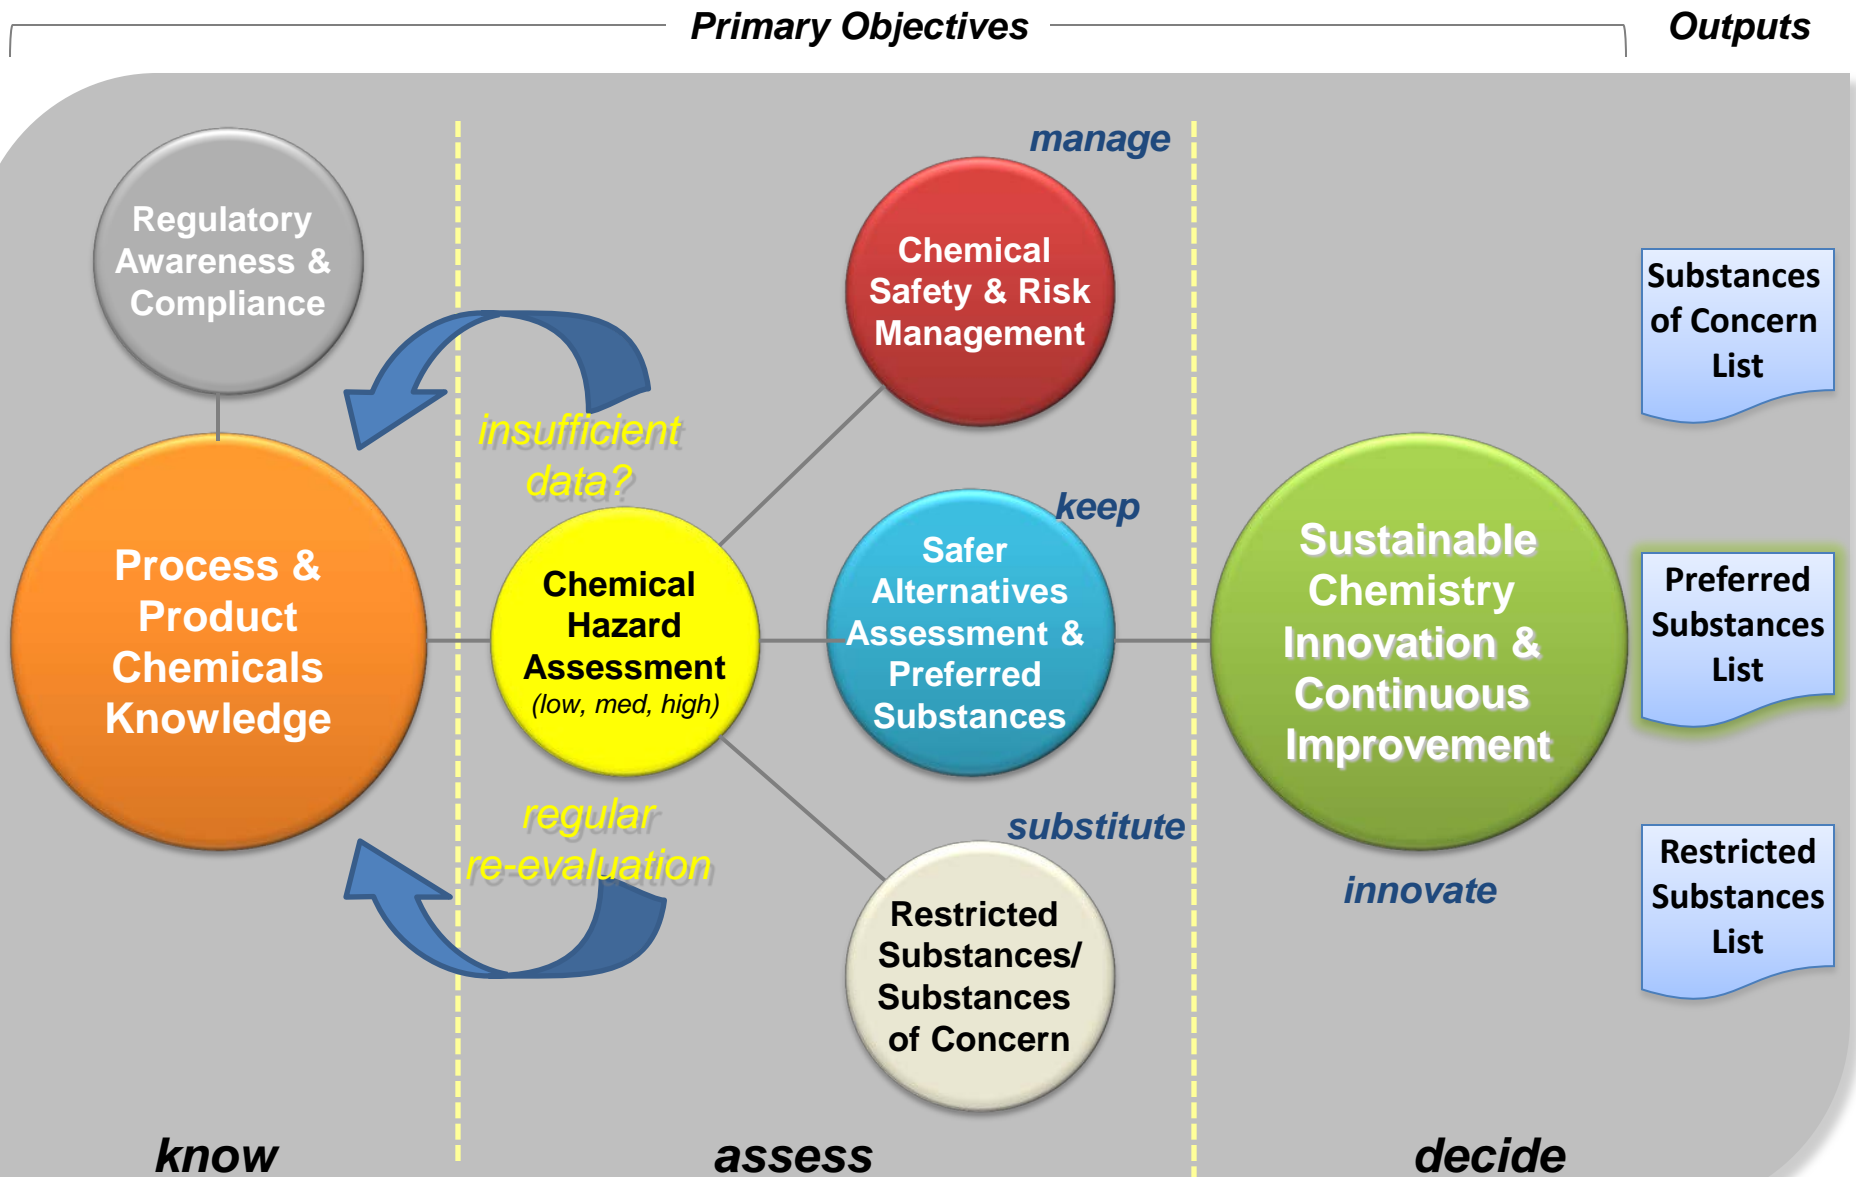 Primary Objectives
Outputs
Regulatory
Awareness &
Compliance
Process &
Product
Chemicals
Knowledge
insufficient
data?
Chemical
Hazard
Assessment
(low, med, high)
regular
re-evaluation
manage
Chemical
Safety & Risk
Management
keep
Safer
Alternatives
Assessment &
Preferred
Substances
substitute
Restricted
Substances/
Substances
of Concern
Sustainable
Chemistry
Innovation &
Continuous
Improvement
innovate
Substances
of Concern
List
Preferred
Substances
List
Restricted
Substances
List
know
assess
decide